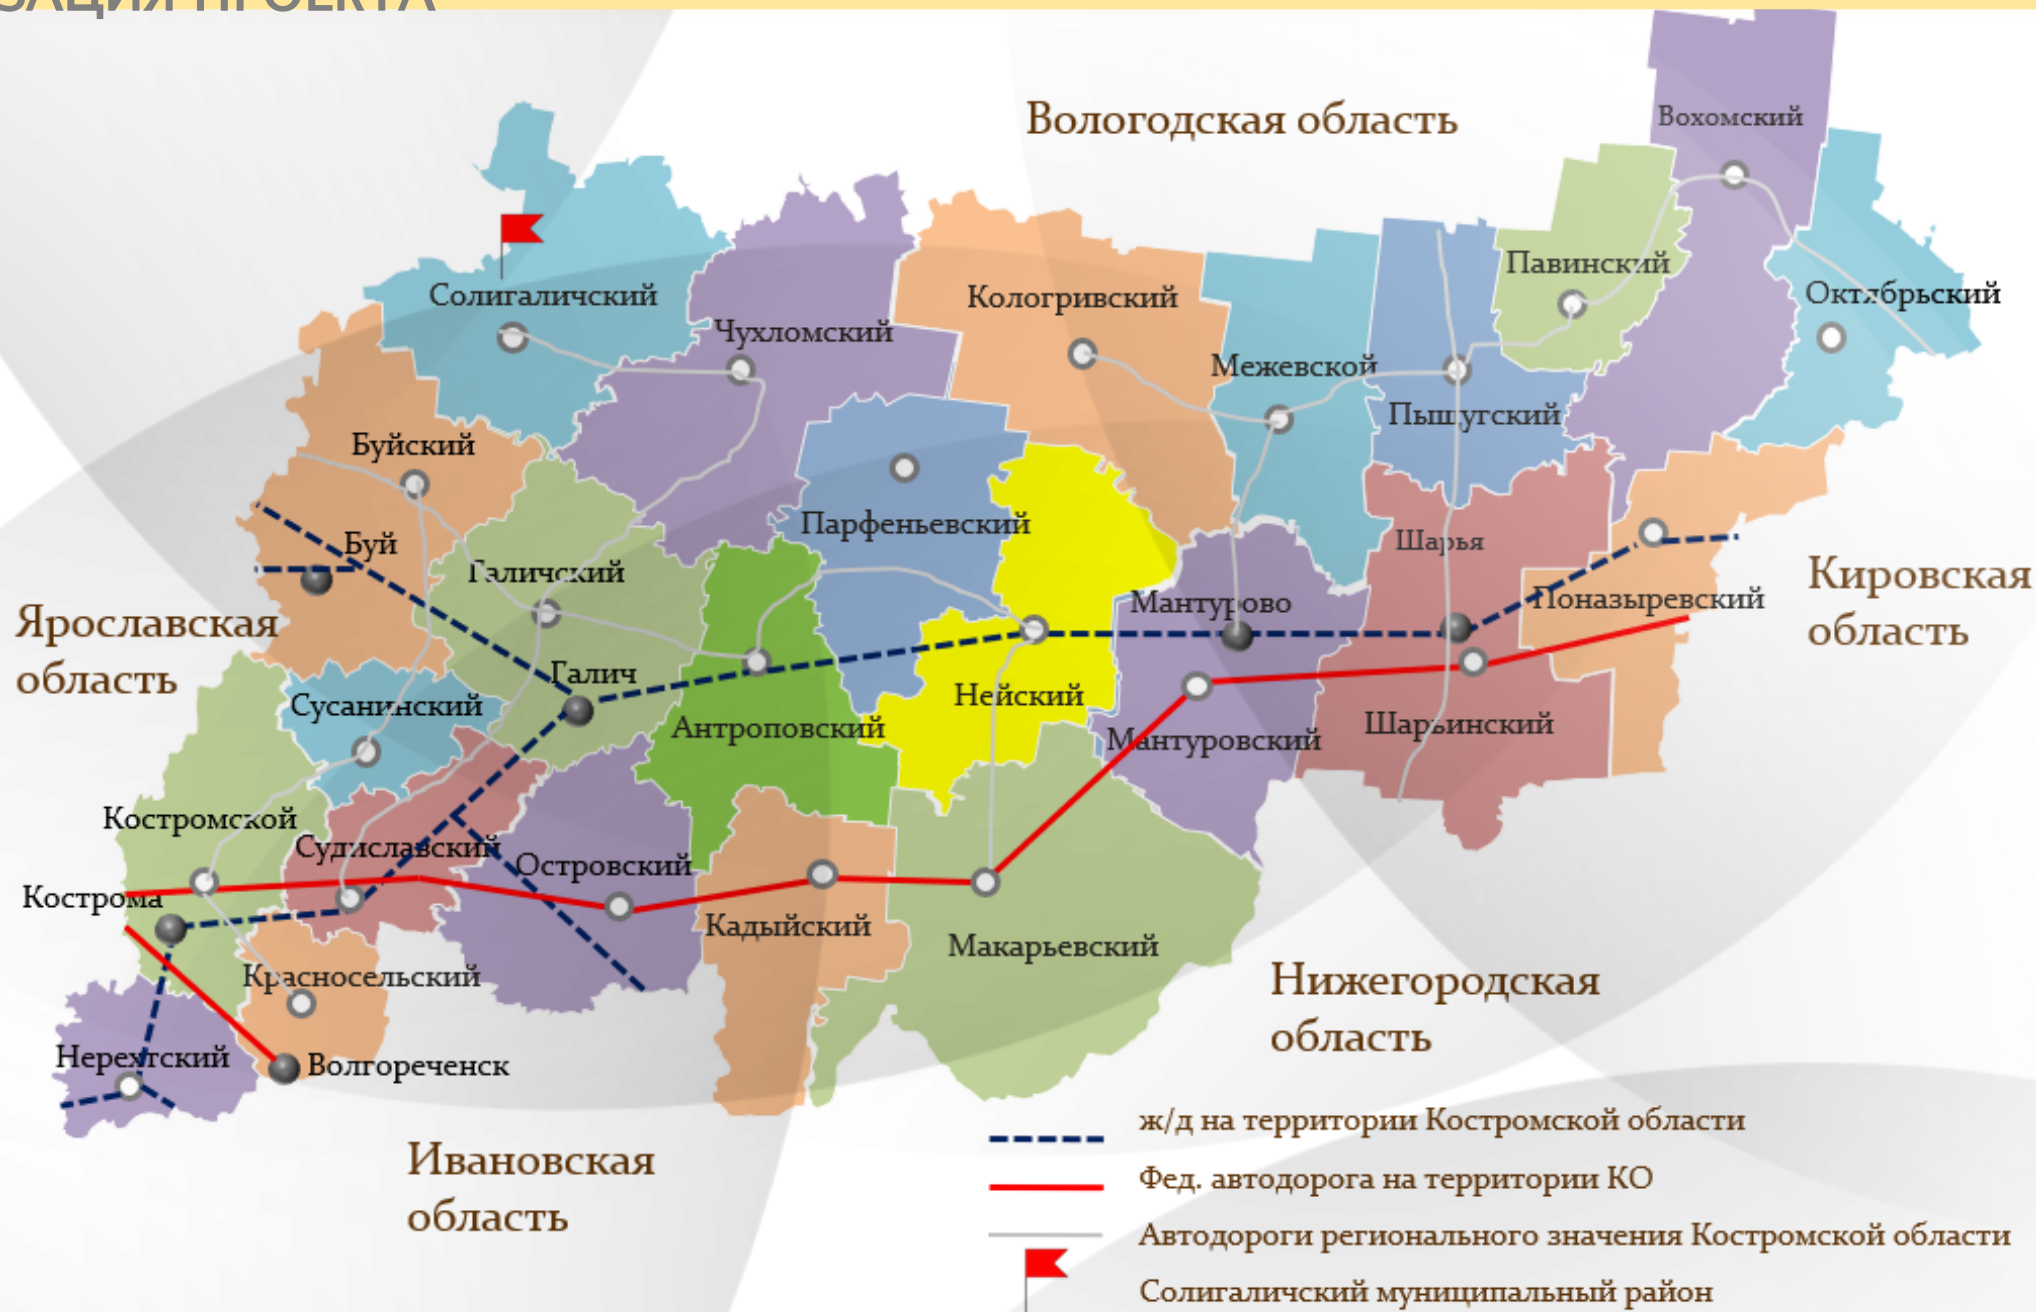 ЗАЦИЯ ПРОЕКТА
Вологодская область
Вохомский
Павинский
Солигаличский
Кологривский
Октябрьский
Чухломский
Межевской
Пыщугский
Буйский
Парфеньевский
Шарья
Буй
Галичский
Кировская
область
Поназыревский
Мантурово
Ярославская
область
Галич
Нейский
Сусанинский
Антроповский
Шарьинский
Мантуровский
Костромской
Судиславский
Островский
Кострома
Кадыйский
Макарьевский
Красносельский
Нижегородская
область
Нерехтский
Волгореченск
Ивановская
область
ж/д на территории Костромской области
Фед. автодорога на территории КО
Автодороги регионального значения Костромской области
Солигаличский муниципальный район